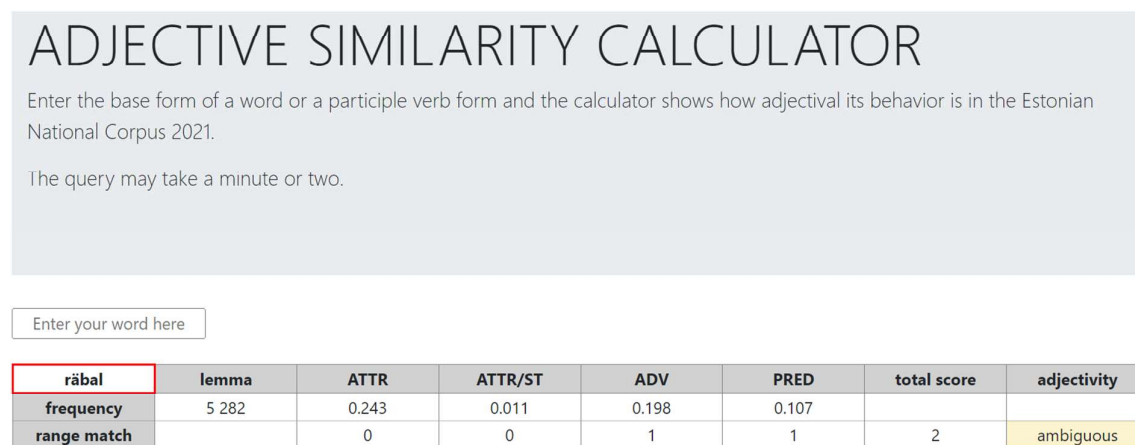 ADJECTIVE SIMILARITY CALCULATOR
Enter the base form of a word or a participle verb form and the calculator shows how adjectival its behavior is in the Estonian
National Corpus 2021.
The query may take a minute or two.
Enter your word here
räbal lemma ATTR ATTR/ST ADV PRED total score adjectivity
frequency 5 282 0.243 0.011 0.198 0.107
range match 0 0 1 1 2 ambiguous